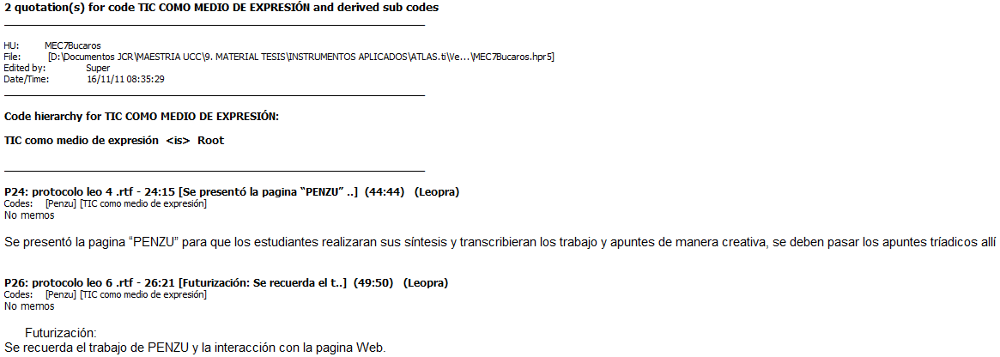 2 quotation(s) for code TIC COMO MEDIO DE EXPRESIÓN and derived sub codes
HU: MEC7Bucaros
File: [D:\Documentos JCR\MAESTRIA UCC\9. MATERIAL TESIS\INSTRUMENTOS APLICADOS\ATLAS.ti\Ve...\MEC7Bucaros.hpr5]
Edited by: Super
Date/Time: 16/11/11 08:35:29
Code hierarchy for TIC COMO MEDIO DE EXPRESIÓN:
TIC como medio de expresión <is> Root
P24: protocolo leo 4 .rtf - 24:15 [Se presentó la pagina “PENZU” ..] (44:44) (Leopra)
Codes: [Penzu] [TIC como medio de expresión]
No memos
Se presentó la pagina “PENZU” para que los estudiantes realizaran sus síntesis y transcribieran los trabajo y apuntes de manera creativa, se deben pasar los apuntes tríadicos allí
P26: protocolo leo 6 .rtf - 26:21 [Futurización: Se recuerda el t..] (49:50) (Leopra)
Codes: [Penzu] [TIC como medio de expresión]
No memos
Futurización:
Se recuerda el trabajo de PENZU y la interacción con la pagina Web.